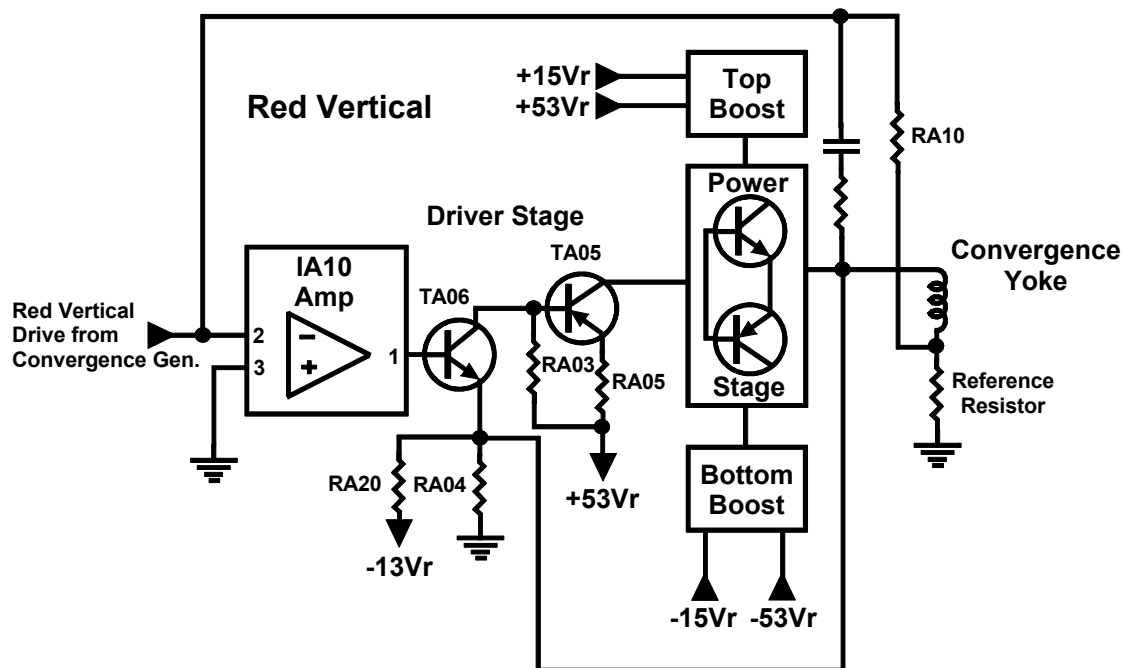 +15Vr
+53Vr
Top
Boost
Red Vertical
RA10
Power
Driver Stage
TA05
Convergence
Yoke
IA10
Amp
TA06
Red Vertical
Drive from
Convergence Gen.
2
3
1
−
+
RA03
RA05
Stage
Reference
Resistor
RA20
RA04
+53Vr
Bottom
Boost
-13Vr
-15Vr
-53Vr